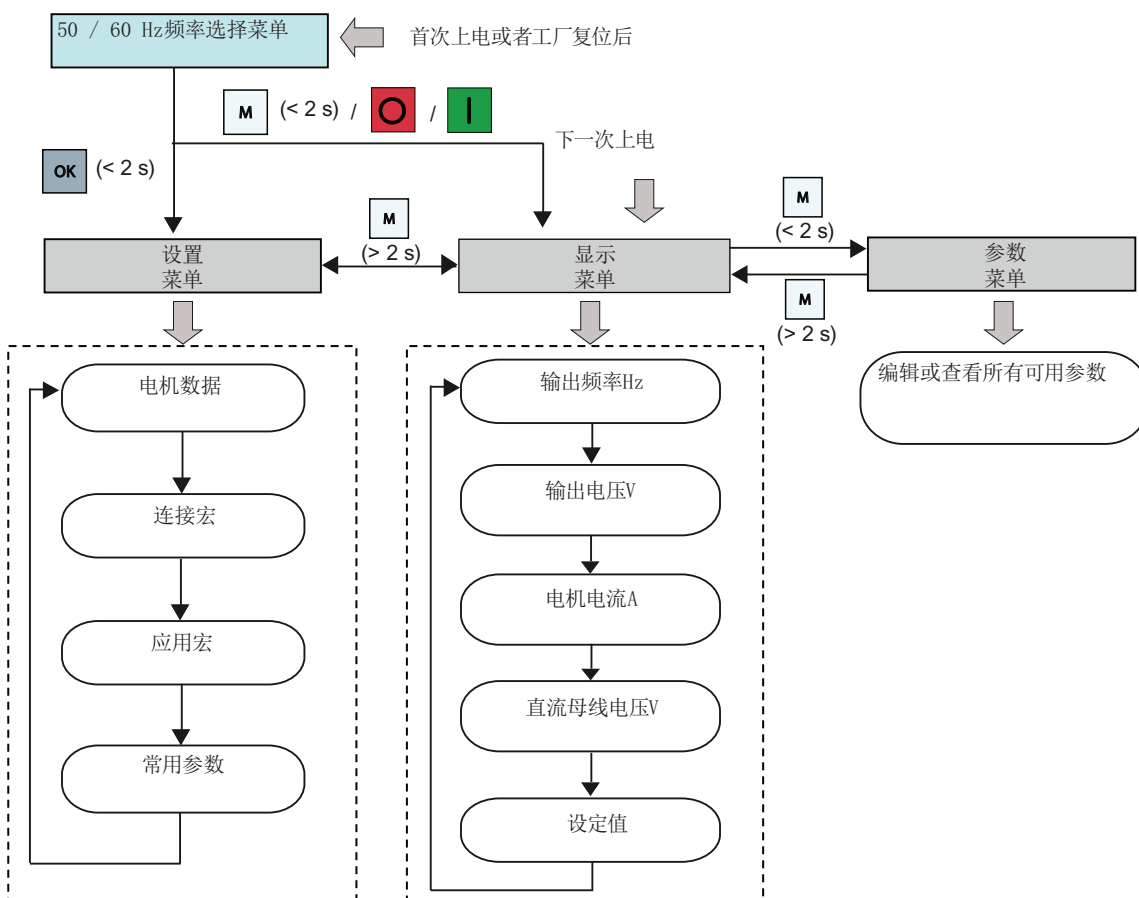 50 / 60 Hz频率选择菜单
首次上电或者工厂复位后
M (< 2 s) / O / I
下一次上电
OK (< 2 s)
M
(> 2 s)
M
(< 2 s)
设置
菜单
显示
菜单
参数
菜单
M
(> 2 s)
电机数据
连接宏
应用宏
常用参数
输出频率Hz
输出电压V
电机电流A
直流母线电压V
设定值
编辑或查看所有可用参数